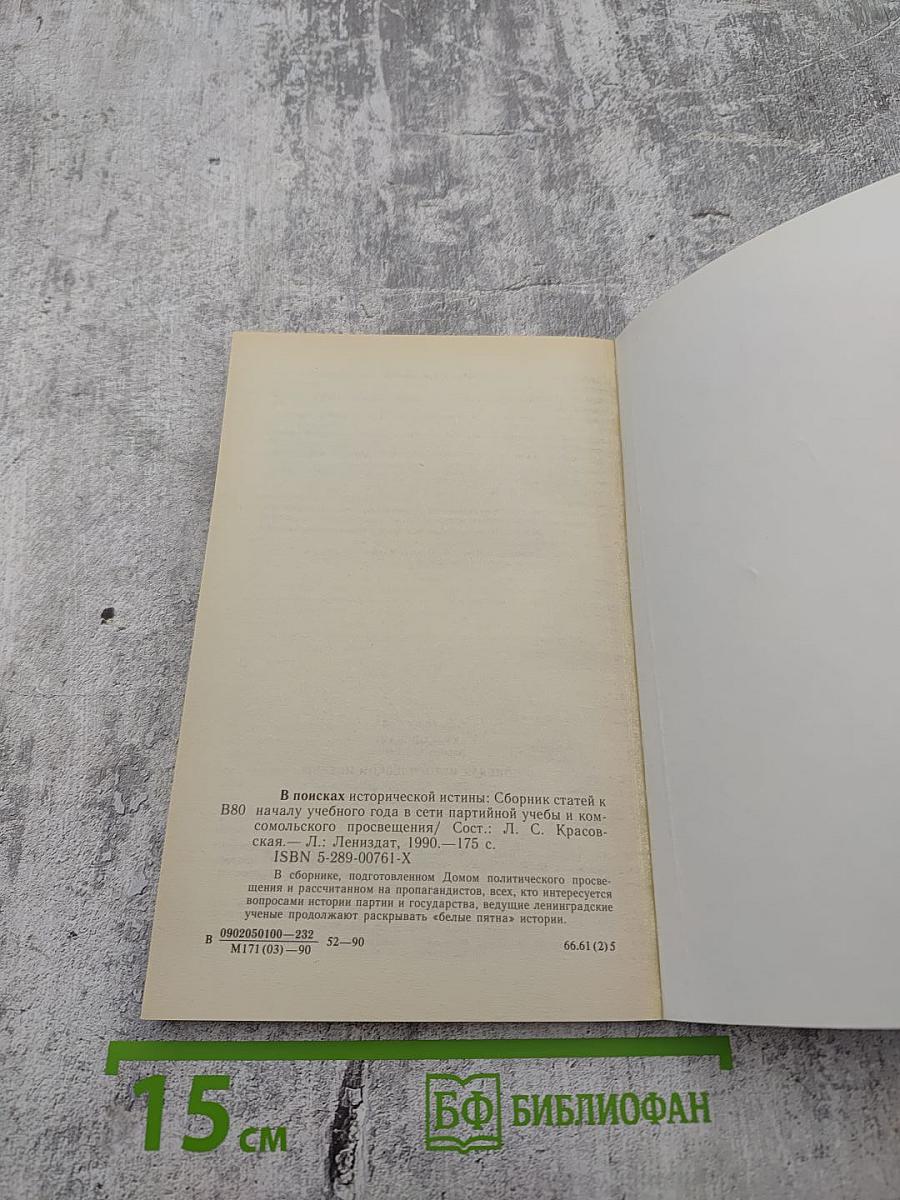 В поисках исторической истины: Сборник статей к
В80 началу учебного года в сети партийной учебы и ком-
сомольского просвещения/ Сост.: Л. С. Красов-
ская.— Л.: Лениздат, 1990.—175 с.
ISBN 5-289-00761-X
В сборнике, подготовленном Домом политического просве-
щения и рассчитанном на пропагандистов, всех, кто интересуется
вопросами истории партии и государства, ведущие ленинградские
ученые продолжают раскрывать «белые пятна» истории.
0902050100—232
В 52—90 66.61(2)5
М171(03)—90
15 см
БФ БИБЛИОФАН